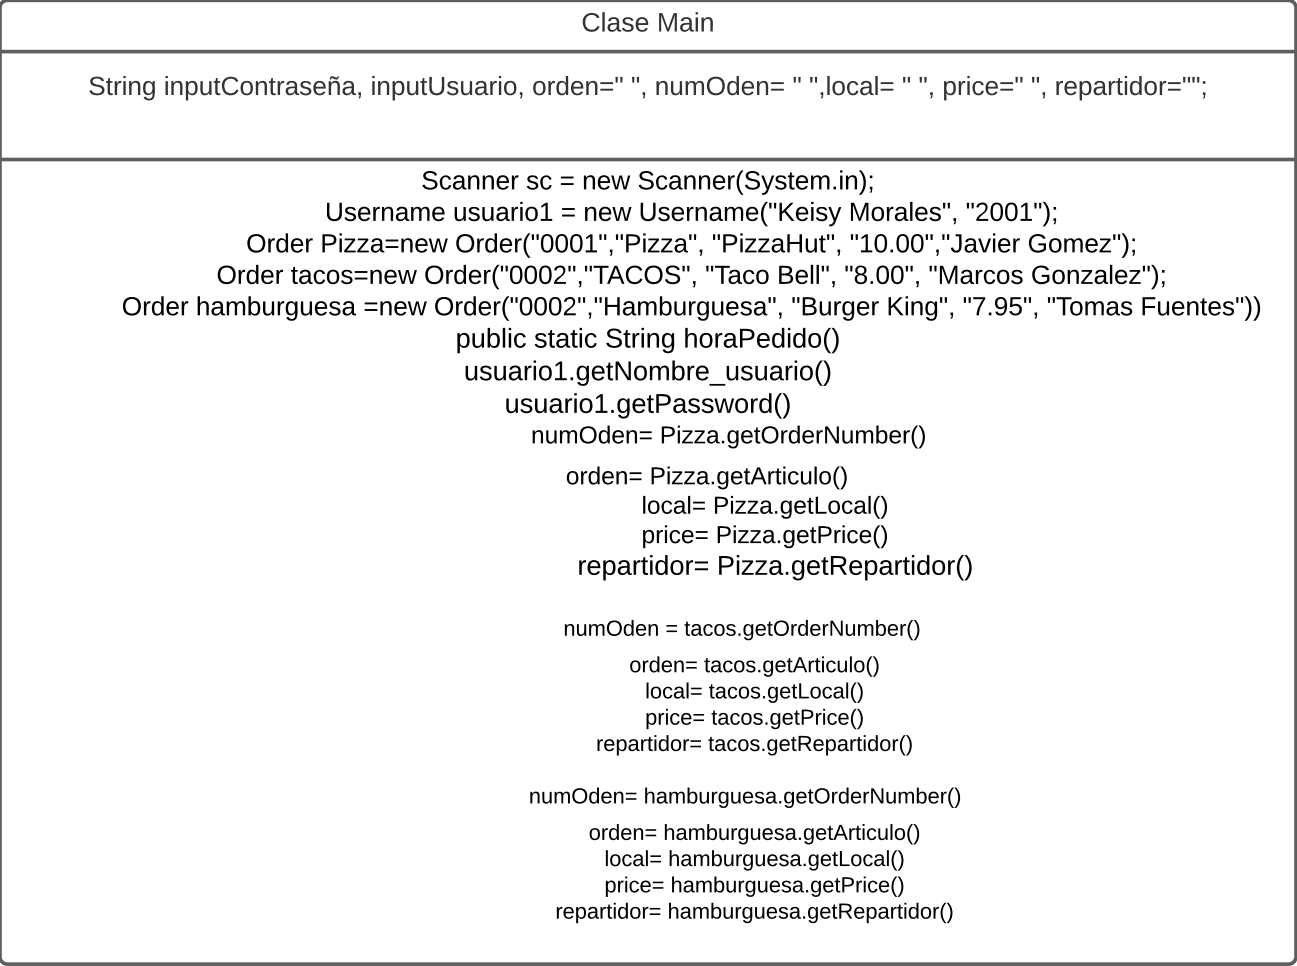 Clase Main
String inputContraseña, inputUsuario, orden=" ", numOden= " ",local= " ", price=" ", repartidor="";
Scanner sc = new Scanner(System.in);
Username usuario1 = new Username("Keisy Morales", "2001");
Order Pizza=new Order("0001","Pizza", "PizzaHut", "10.00","Javier Gomez");
Order tacos=new Order("0002","TACOS", "Taco Bell", "8.00", "Marcos Gonzalez");
Order hamburguesa =new Order("0002","Hamburguesa", "Burger King", "7.95", "Tomas Fuentes"))
public static String horaPedido()
usuario1.getNombre_usuario()
usuario1.getPassword()
numOden= Pizza.getOrderNumber()
orden= Pizza.getArticulo()
local= Pizza.getLocal()
price= Pizza.getPrice()
repartidor= Pizza.getRepartidor()
numOden = tacos.getOrderNumber()
orden= tacos.getArticulo()
local= tacos.getLocal()
price= tacos.getPrice()
repartidor= tacos.getRepartidor()
numOden= hamburguesa.getOrderNumber()
orden= hamburguesa.getArticulo()
local= hamburguesa.getLocal()
price= hamburguesa.getPrice()
repartidor= hamburguesa.getRepartidor()